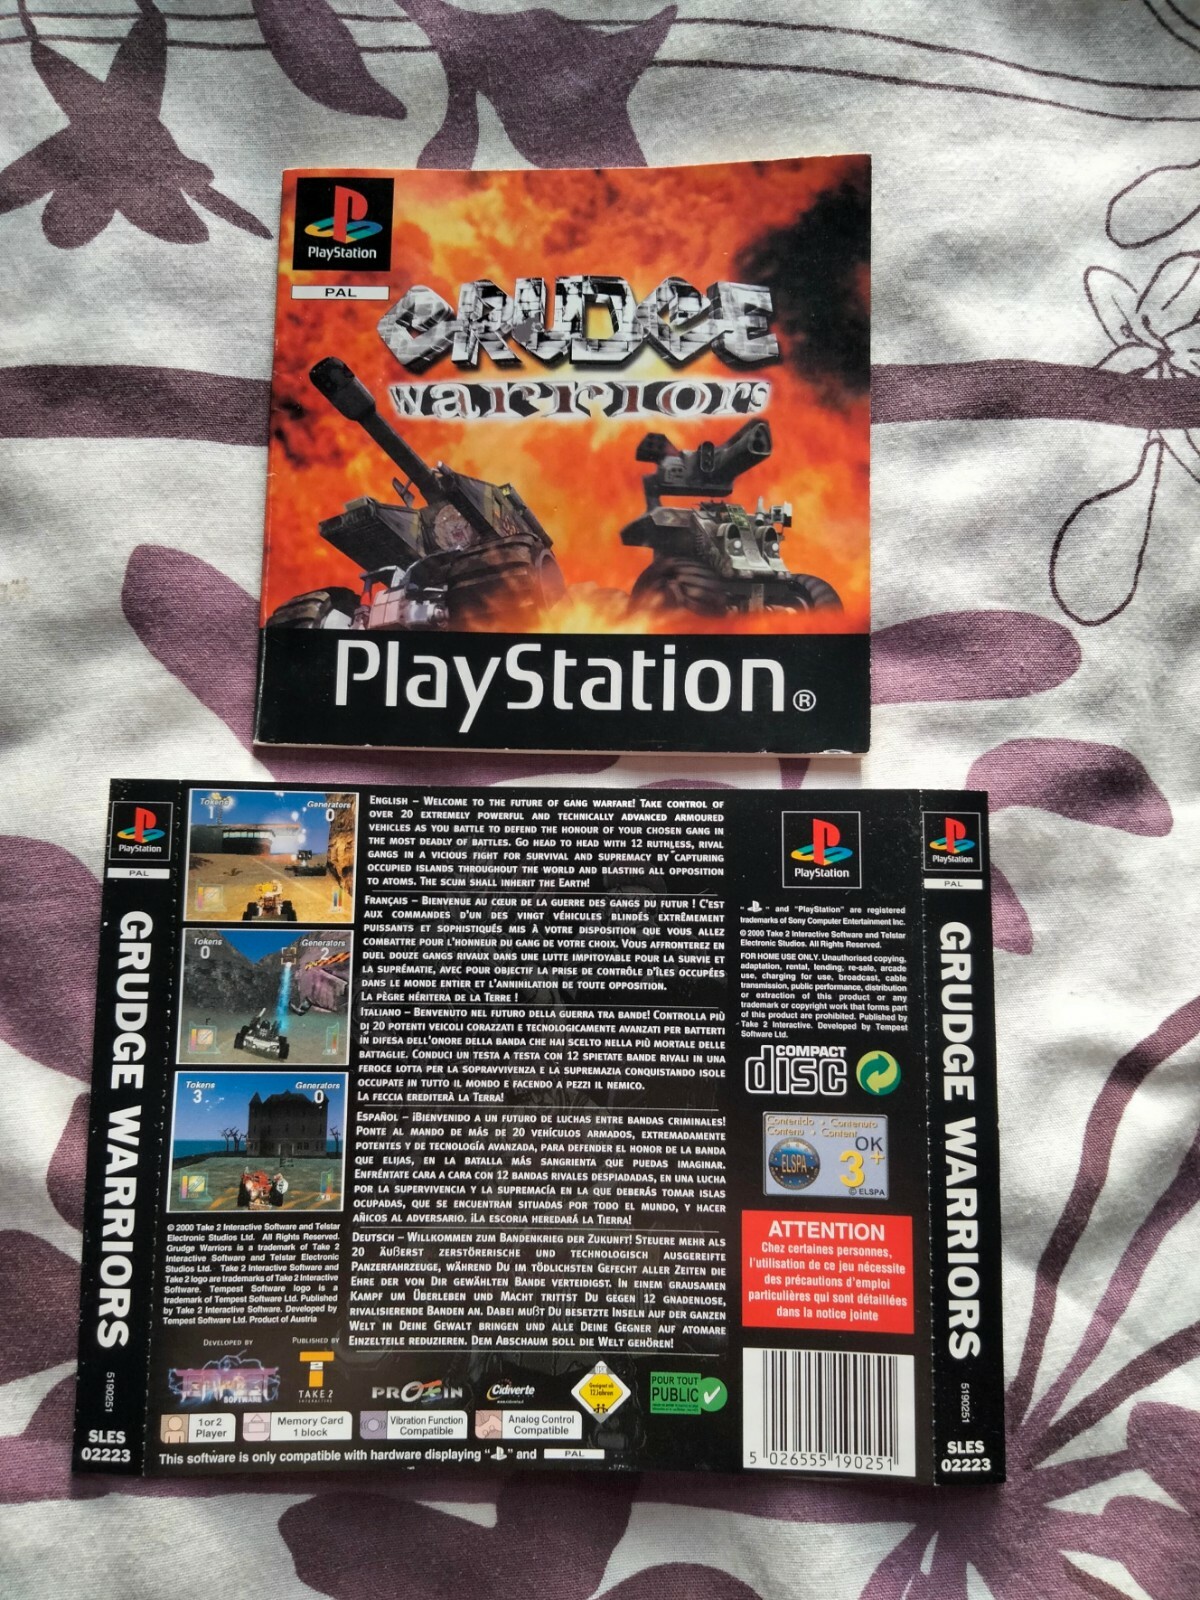 PlayStation
PAL
GRUDGE
warriors
PlayStation®
PlayStation
PAL
GRUDGE WARRIORS
5190251
SLES
02223
Tokens
1
Generators
0
Tokens
0
Generators
2
Tokens
3
Generators
0
© 2000 Take 2 Interactive Software and Telstar
Electronic Studios Ltd. All Rights Reserved.
Grudge Warriors is a trademark of Take 2
Interactive Software and Telstar Electronic
Studios Ltd. Take 2 Interactive Software and
Take 2 logo are trademarks of Take 2 Interactive
Software. Tempest Software logo is a
trademark of Tempest Software Ltd. Published
by Take 2 Interactive Software. Developed by
Tempest Software Ltd. Product of Austria
ENGLISH – WELCOME TO THE FUTURE OF GANG WARFARE! TAKE CONTROL OF
OVER 20 EXTREMELY POWERFUL AND TECHNICALLY ADVANCED ARMOURED
VEHICLES AS YOU BATTLE TO DEFEND THE HONOUR OF YOUR CHOSEN GANG IN
THE MOST DEADLY OF BATTLES. GO HEAD TO HEAD WITH 12 RUTHLESS, RIVAL
GANGS IN A VICIOUS FIGHT FOR SURVIVAL AND SUPREMACY BY CAPTURING
OCCUPIED ISLANDS THROUGHOUT THE WORLD AND BLASTING ALL OPPOSITION
TO ATOMS. THE SCUM SHALL INHERIT THE EARTH!
FRANÇAIS – BIENVENUE AU CŒUR DE LA GUERRE DES GANGS DU FUTUR ! C'EST
AUX COMMANDES D'UN DES VINGT VÉHICULES BLINDÉS EXTRÊMEMENT
PUISSANTS ET SOPHISTIQUÉS MIS À VOTRE DISPOSITION QUE VOUS ALLEZ
COMBATTRE POUR L'HONNEUR DU GANG DE VOTRE CHOIX. VOUS AFFRONTEREZ EN
DUEL DOUZE GANGS RIVAUX DANS UNE LUTTE IMPITOYABLE POUR LA SURVIE ET
LA SUPRÉMATIE, AVEC POUR OBJECTIF LA PRISE DE CONTRÔLE D'ÎLES OCCUPÉES
DANS LE MONDE ENTIER ET L'ANNIHILATION DE TOUTE OPPOSITION.
LA PÈGRE HÉRITERA DE LA TERRE !
ITALIANO – BENVENUTO NEL FUTURO DELLA GUERRA TRA BANDE! CONTROLLA PIÙ
DI 20 POTENTI VEICOLI CORAZZATI E TECNOLOGICAMENTE AVANZATI PER BATTERTI
IN DIFESA DELL'ONORE DELLA BANDA CHE HAI SCELTO NELLA PIÙ MORTALE DELLE
BATTAGLIE. CONDUCI UN TESTA A TESTA CON 12 SPIETATE BANDE RIVALI IN UNA
FEROCE LOTTA PER LA SOPRAVVIVENZA E LA SUPREMAZIA CONQUISTANDO ISOLE
OCCUPATE IN TUTTO IL MONDO E FACENDO A PEZZI IL NEMICO.
LA FECCIA EREDITERÀ LA TERRA!
ESPAÑOL – ¡BIENVENIDO A UN FUTURO DE LUCHAS ENTRE BANDAS CRIMINALES!
PONTE AL MANDO DE MÁS DE 20 VEHÍCULOS ARMADOS, EXTREMADAMENTE
POTENTES Y DE TECNOLOGÍA AVANZADA, PARA DEFENDER EL HONOR DE LA BANDA
QUE ELIJAS, EN LA BATALLA MÁS SANGRIENTA QUE PUEDAS IMAGINAR.
ENFRÉNTATE CARA A CARA CON 12 BANDAS RIVALES DESPIADADAS, EN UNA LUCHA
POR LA SUPERVIVENCIA Y LA SUPREMACÍA EN LA QUE DEBERÁS TOMAR ISLAS
OCUPADAS, QUE SE ENCUENTRAN SITUADAS POR TODO EL MUNDO, Y HACER
AÑICOS AL ADVERSARIO. ¡LA ESCORIA HEREDARÁ LA TIERRA!
DEUTSCH – WILLKOMMEN ZUM BANDENKRIEG DER ZUKUNFT! STEUERE MEHR ALS
20 ÄUßERST ZERSTÖRERISCHE UND TECHNOLOGISCH AUSGEREIFTE
PANZERFAHRZEUGE, WÄHREND DU IM TÖDLICHSTEN GEFECHT ALLER ZEITEN DIE
EHRE DER VON DIR GEWÄHLTEN BANDE VERTEIDIGST. IN EINEM GRAUSAMEN
KAMPF UM ÜBERLEBEN UND MACHT TRITTST DU GEGEN 12 GNADENLOSE,
RIVALISIERENDE BANDEN AN. DABEI MUßT DU BESETZTE INSELN AUF DER GANZEN
WELT IN DEINE GEWALT BRINGEN UND ALLE DEINE GEGNER AUF ATOMARE
EINZELTEILE REDUZIEREN. DEM ABSCHAUM SOLL DIE WELT GEHÖREN!
DEVELOPED BY
TEMPEST
SOFTWARE
PUBLISHED BY
T2
TAKE 2
INTERACTIVE
PROEIN
Cidiverte
Geeignet ab
12 Jahren
POUR TOUT
PUBLIC
1 or 2
Player
Memory Card
1 block
Vibration Function
Compatible
Analog Control
Compatible
This software is only compatible with hardware displaying " " and PAL
PlayStation
" " and "PlayStation" are registered
trademarks of Sony Computer Entertainment Inc.
© 2000 Take 2 Interactive Software and Telstar
Electronic Studios. All Rights Reserved.
FOR HOME USE ONLY. Unauthorised copying,
adaptation, rental, lending, re-sale, arcade
use, charging for use, broadcast, cable
transmission, public performance, distribution
or extraction of this product or any
trademark or copyright work that forms part
of this product are prohibited. Published by
Take 2 Interactive. Developed by Tempest
Software Ltd.
COMPACT
disc
Contenido • Contenuto
Contenu • Content
ELSPA
OK
3+
© ELSPA
ATTENTION
Chez certaines personnes,
l'utilisation de ce jeu nécessite
des précautions d'emploi
particulières qui sont détaillées
dans la notice jointe
5 026555 190251
PlayStation
PAL
GRUDGE WARRIORS
5190251
SLES
02223